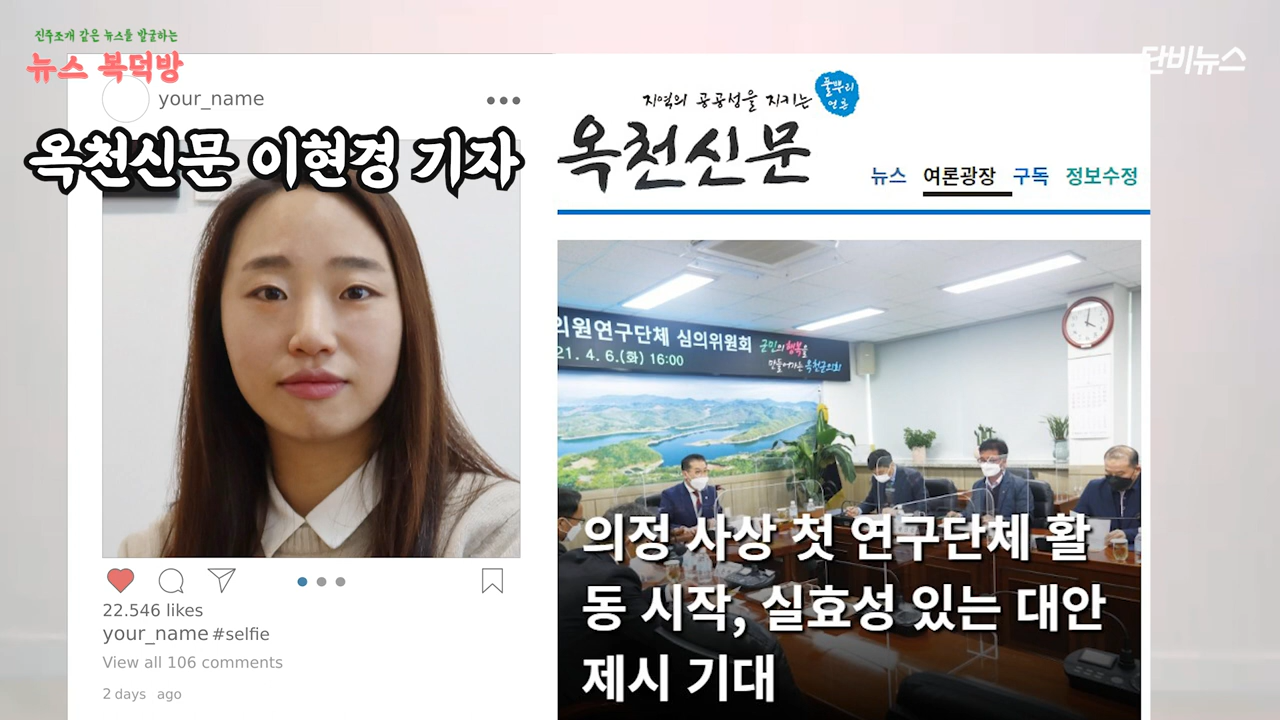 진주조개 같은 뉴스를 발굴하는
뉴스 복덕방
단비뉴스
your_name
옥천신문 이현경 기자
22.546 likes
your_name #selfie
View all 106 comments
2 days ago
지역의 공공성을 지키는
풀뿌리
언론
옥천신문
뉴스 여론광장 구독 정보수정
의원연구단체 심의위원회
21. 4. 6.(화) 16:00
군민의 행복을
만들어가는 옥천군의회
의정 사상 첫 연구단체 활
동 시작, 실효성 있는 대안
제시 기대